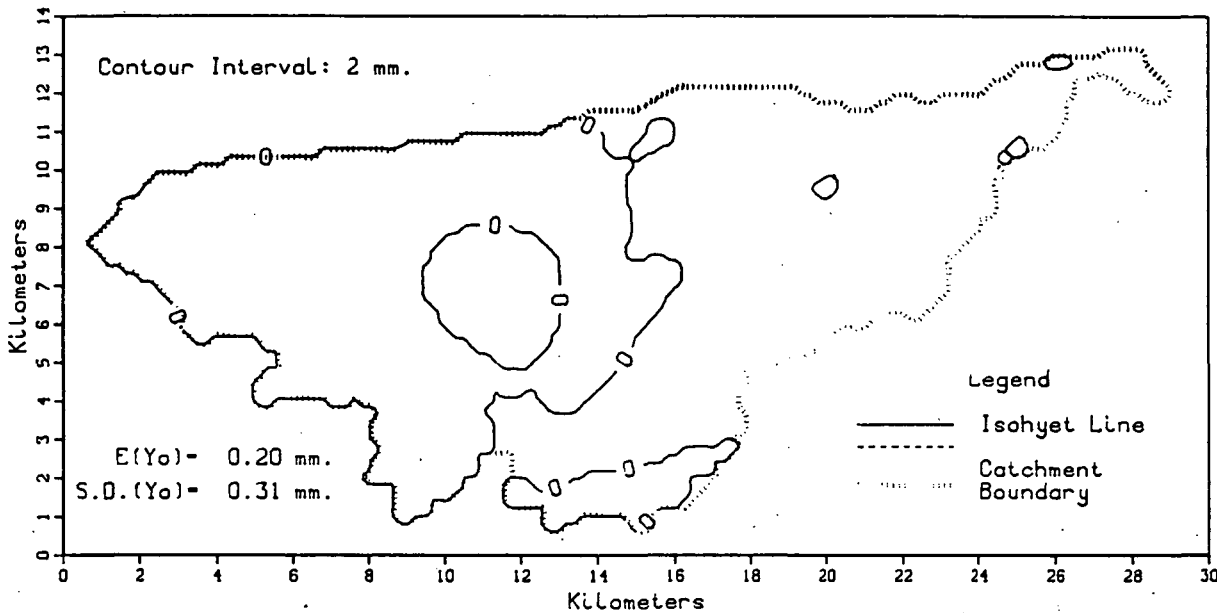 14
13
12
11
10
9
8
7
6
5
4
3
2
1
0
Kilometers
Contour Interval: 2 mm.
0
0
0
0
0
0
0
0
0
0
E(Yo)- 0.20 mm.
S.D.(Yo)- 0.31 mm.
Legend
Isohyet Line
Catchment
Boundary
0 2 4 6 8 10 12 14 16 18 20 22 24 26 28 30
Kilometers